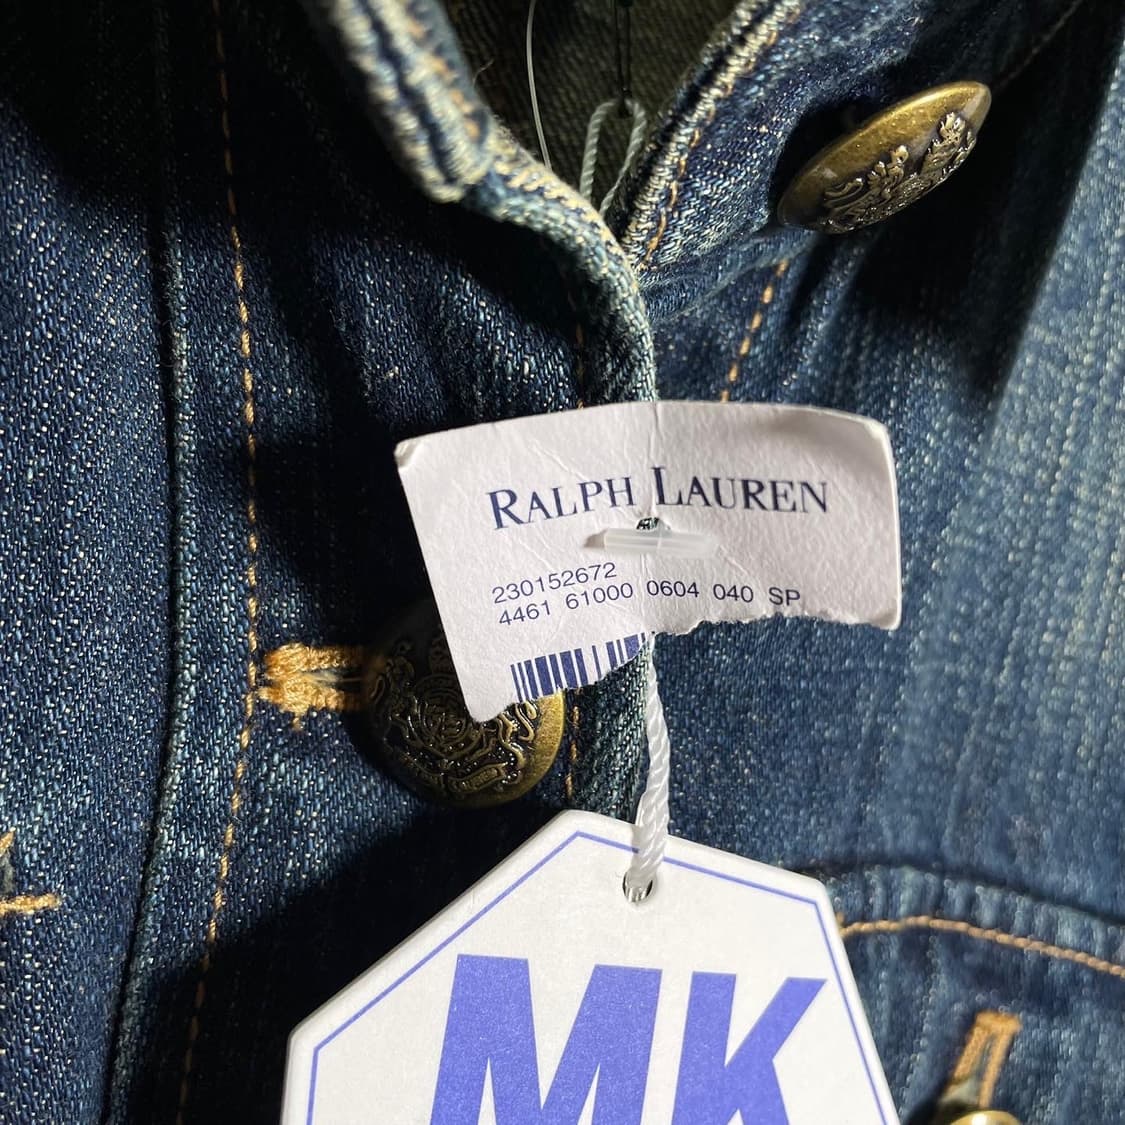 RALPH LAUREN
230152672
4461 61000 0604 040 SP
MK